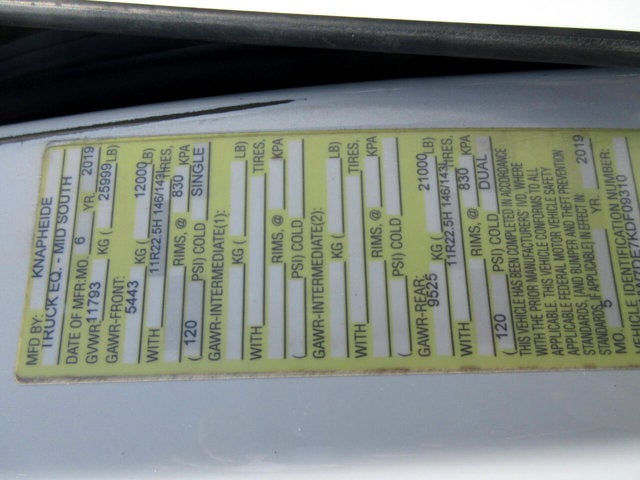 MFD BY: KNAPHEIDE
TRUCK EQ. - MID SOUTH
DATE OF MFR.MO. 6 YR. 2019
GVWR 11793 KG ( 25999 LB)
GAWR-FRONT:
5443 KG ( 12000 LB)
WITH 11R22.5H 146/143 TIRES,
RIMS, @ 830 KPA
( 120 PSI) COLD SINGLE
GAWR-INTERMEDIATE(1):
KG ( LB)
WITH TIRES,
RIMS, @ KPA
( PSI) COLD
GAWR-INTERMEDIATE(2):
KG ( LB)
WITH TIRES,
RIMS, @ KPA
( PSI) COLD
GAWR-REAR:
9525 KG ( 21000 LB)
WITH 11R22.5H 146/143 TIRES,
RIMS, @ 830 KPA
( 120 PSI) COLD DUAL
THIS VEHICLE HAS BEEN COMPLETED IN ACCORDANCE
WITH THE PRIOR MANUFACTURERS IVD, WHERE
APPLICABLE. THIS VEHICLE CONFORMS TO ALL
APPLICABLE FEDERAL MOTOR VEHICLE SAFETY
STANDARDS, AND BUMPER AND THEFT PREVENTION
STANDARDS, IF APPLICABLE] IN EFFECT IN
MO. 5 YR. 2019
VEHICLE IDENTIFICATION NUMBER: